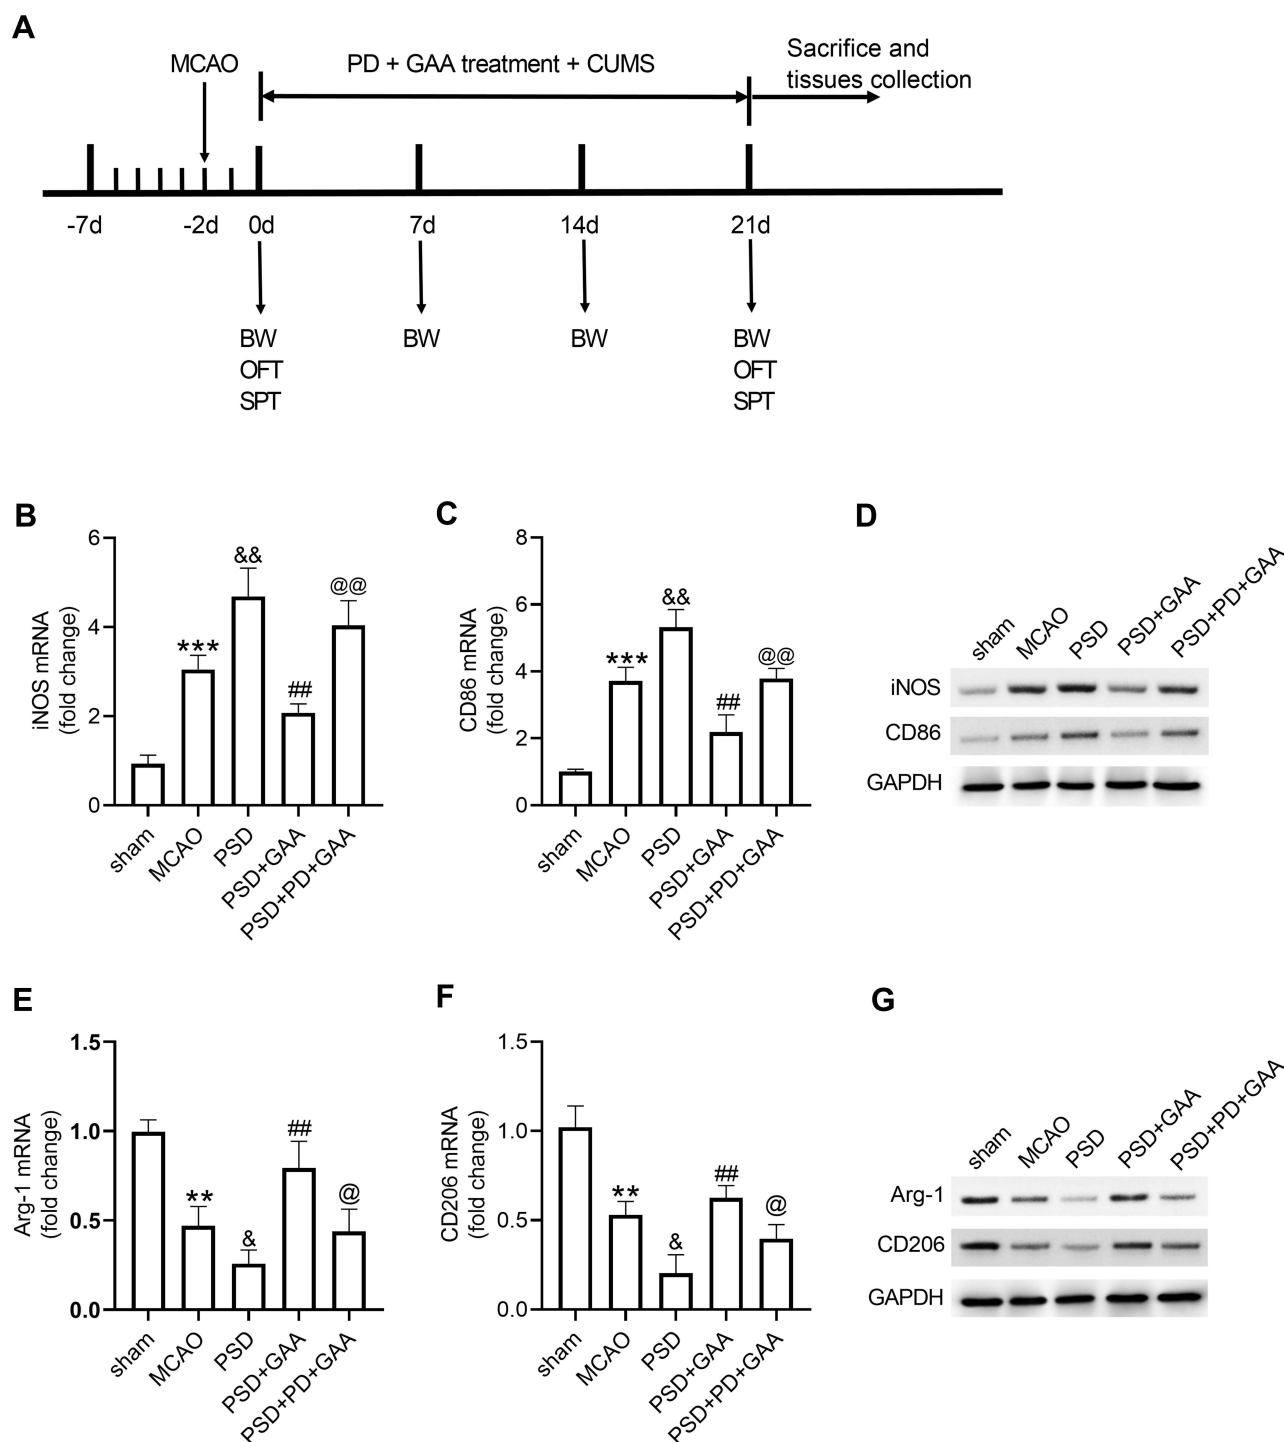 A
MCAO
PD + GAA treatment + CUMS
Sacrifice and
tissues collection
-7d
-2d
0d
7d
14d
21d
BW
OFT
SPT
BW
BW
BW
OFT
SPT
B
iNOS mRNA
(fold change)
6
4
2
0
***
&&
##
@@
sham
MCAO
PSD
PSD+GAA
PSD+PD+GAA
C
CD86 mRNA
(fold change)
8
6
4
2
0
***
&&
##
@@
sham
MCAO
PSD
PSD+GAA
PSD+PD+GAA
D
sham
MCAO
PSD
PSD+GAA
PSD+PD+GAA
iNOS
CD86
GAPDH
E
Arg-1 mRNA
(fold change)
1.5
1.0
0.5
0.0
**
&
##
@
sham
MCAO
PSD
PSD+GAA
PSD+PD+GAA
F
CD206 mRNA
(fold change)
1.5
1.0
0.5
0.0
**
&
##
@
sham
MCAO
PSD
PSD+GAA
PSD+PD+GAA
G
sham
MCAO
PSD
PSD+GAA
PSD+PD+GAA
Arg-1
CD206
GAPDH